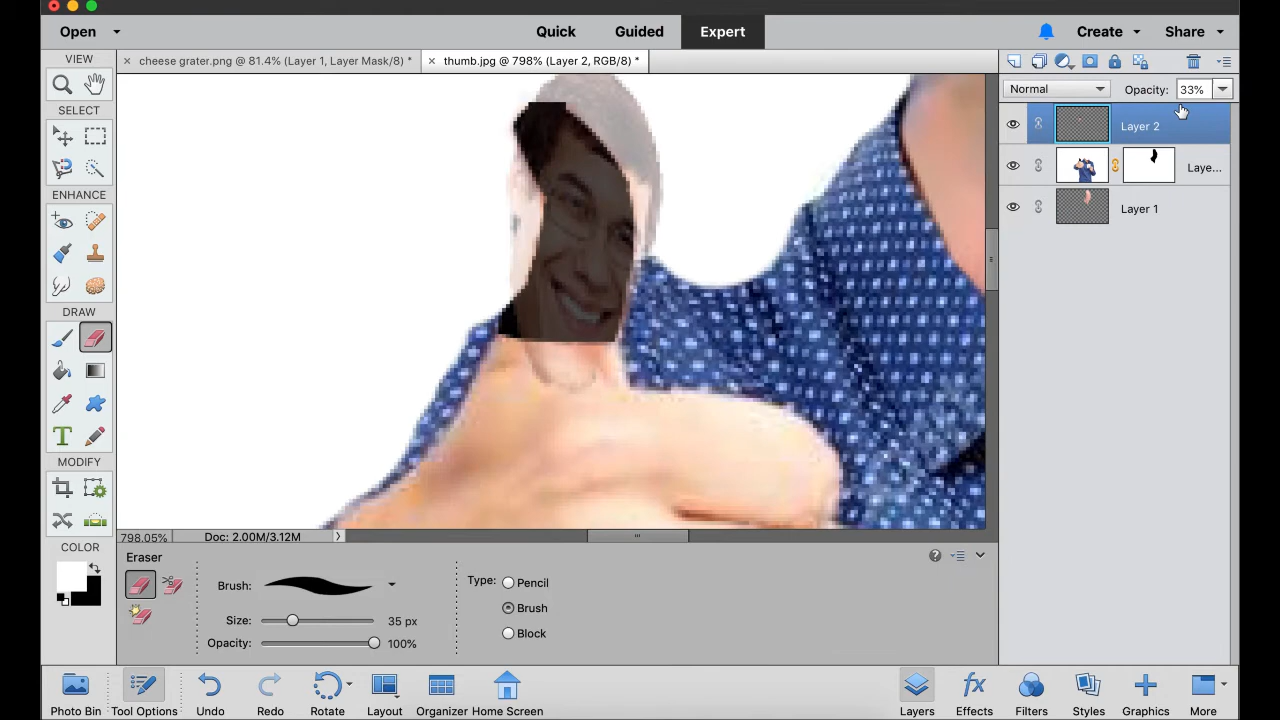 Open
Quick
Guided
Expert
Create
Share
VIEW
cheese grater.png @ 81.4% (Layer 1, Layer Mask/8) *
thumb.jpg @ 798% (Layer 2, RGB/8) *
Normal
Opacity: 33%
SELECT
Layer 2
Laye...
ENHANCE
Layer 1
DRAW
T
MODIFY
798.05%
Doc: 2.00M/3.12M
COLOR
Eraser
Brush:
Type:
Pencil
Brush
Size:
35 px
Block
Opacity:
100%
Photo Bin
Tool Options
Undo
Redo
Rotate
Layout
Organizer
Home Screen
Layers
fx
Effects
Filters
Styles
Graphics
More